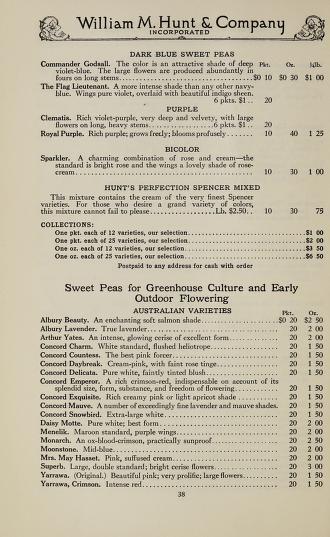 William M. Hunt & Company
INCORPORATED
DARK BLUE SWEET PEAS
Commander Godsall. The color is an attractive shade of deep Pkt. Oz. ¼lb.
violet-blue. The large flowers are produced abundantly in
fours on long stems $0 10 $0 30 $1 00
The Flag Lieutenant. A more intense shade than any other navy-
blue. Wings pure violet, overlaid with beautiful indigo sheen.
6 pkts. $1.. 20
PURPLE
Clematis. Rich violet-purple, very deep and velvety, with large
flowers on long, heavy stems 6 pkts. $1.. 20
Royal Purple. Rich purple; grows freely; blooms profusely 10 40 1 25
BICOLOR
Sparkler. A charming combination of rose and cream—the
standard is bright rose and the wings a lovely shade of rose-
cream 10 30 1 00
HUNT'S PERFECTION SPENCER MIXED
This mixture contains the cream of the very finest Spencer
varieties. For those who desire a grand variety of colors,
this mixture cannot fail to please Lb. $2.50.. 10 30 75
COLLECTIONS:
One pkt. each of 12 varieties, our selection $1 00
One pkt. each of 25 varieties, our selection $2 00
One oz. each of 12 varieties, our selection $3 50
One oz. each of 25 varieties, our selection $6 50
Postpaid to any address for cash with order
Sweet Peas for Greenhouse Culture and Early
Outdoor Flowering
AUSTRALIAN VARIETIES Pkt. Oz.
Albury Beauty. An enchanting soft salmon shade $0 20 $2 50
Albury Lavender. True lavender 20 2 00
Arthur Yates. An intense, glowing cerise of excellent form 20 2 00
Concord Charm. White standard, flushed heliotrope 20 1 50
Concord Countess. The best pink forcer 20 1 50
Concord Daybreak. Cream-pink, with faint rose tinge 20 1 50
Concord Delicata. Pure white, faintly tinted blush 20 1 50
Concord Emperor. A rich crimson-red, indispensable on account of its
splendid size, form, substance, and freedom of flowering 20 1 50
Concord Exquisite. Rich creamy pink or light apricot shade 20 1 50
Concord Mauve. A number of exceedingly fine lavender and mauve shades. 20 1 50
Concord Snowbird. Extra-large white 20 1 50
Daisy Motte. Pure white; best form 20 2 00
Menelik. Maroon standard, purple wings 20 2 00
Monarch. An ox-blood-crimson, practically sunproof 20 2 50
Moonstone. Mid-blue 20 2 00
Mrs. May Hasset. Pink, suffused cream 20 2 00
Superb. Large, double standard; bright cerise flowers 20 3 00
Yarrawa. (Original.) Beautiful pink; very prolific; large flowers 20 1 50
Yarrawa, Crimson. Intense red 20 1 50
38